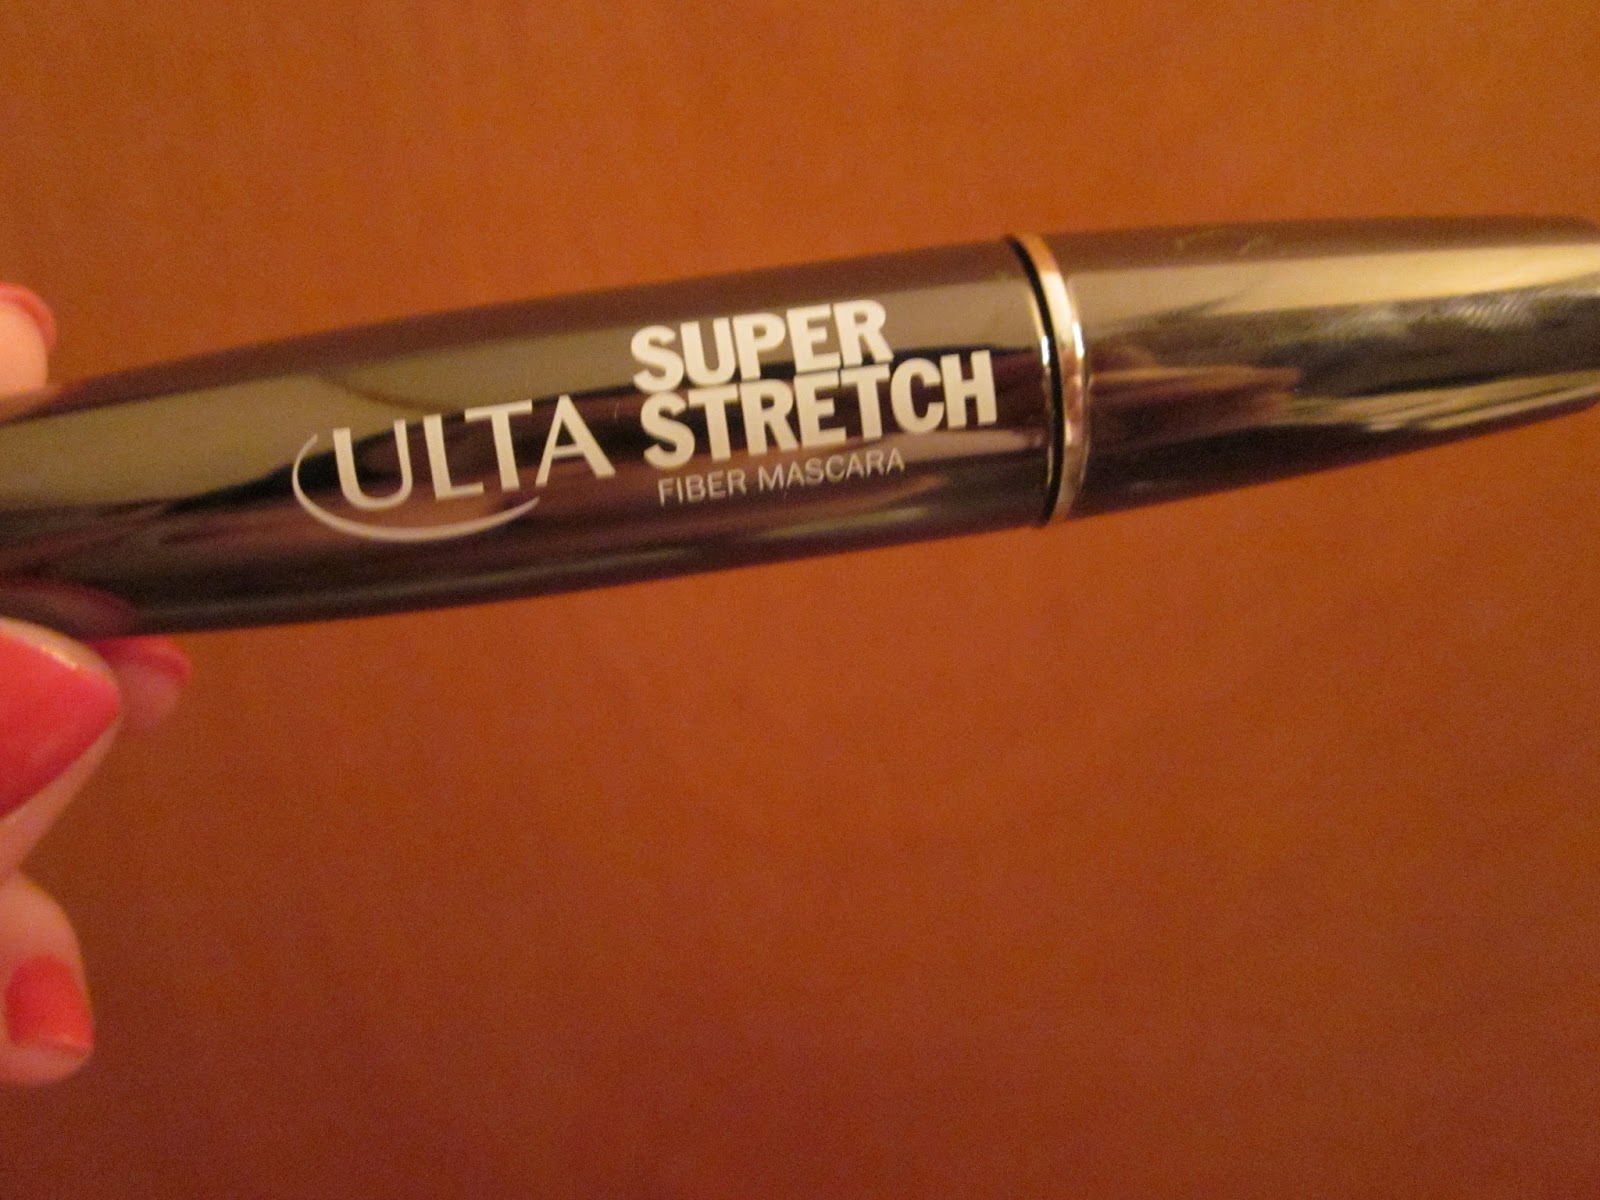 ULTA
SUPER
STRETCH
FIBER MASCARA